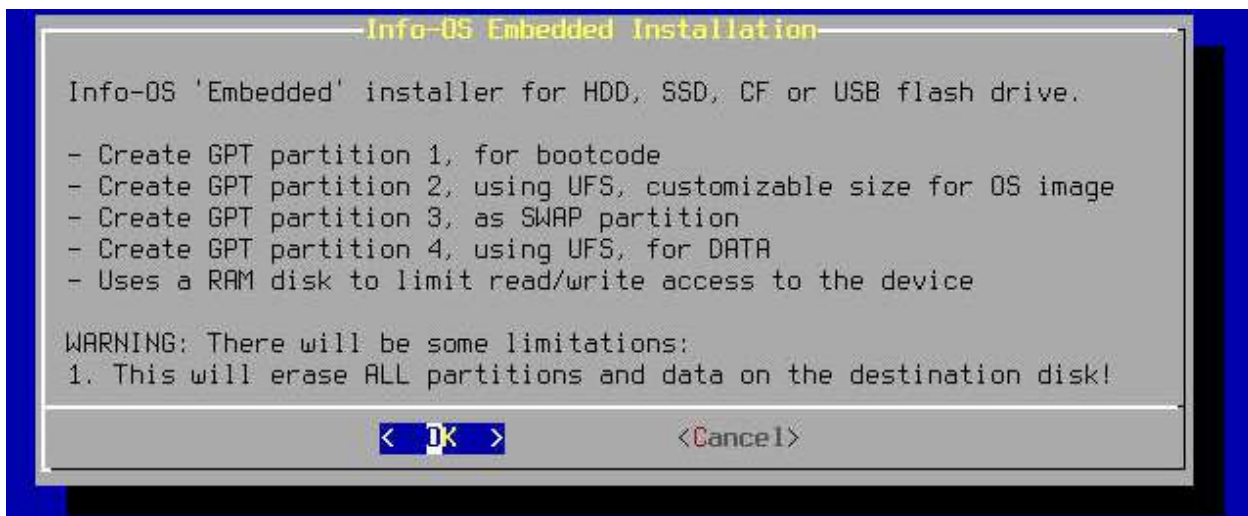 Info-OS Embedded Installation
Info-OS 'Embedded' installer for HDD, SSD, CF or USB flash drive.
- Create GPT partition 1, for bootcode
- Create GPT partition 2, using UFS, customizable size for OS image
- Create GPT partition 3, as SWAP partition
- Create GPT partition 4, using UFS, for DATA
- Uses a RAM disk to limit read/write access to the device
WARNING: There will be some limitations:
1. This will erase ALL partitions and data on the destination disk!
< OK > <Cancel>